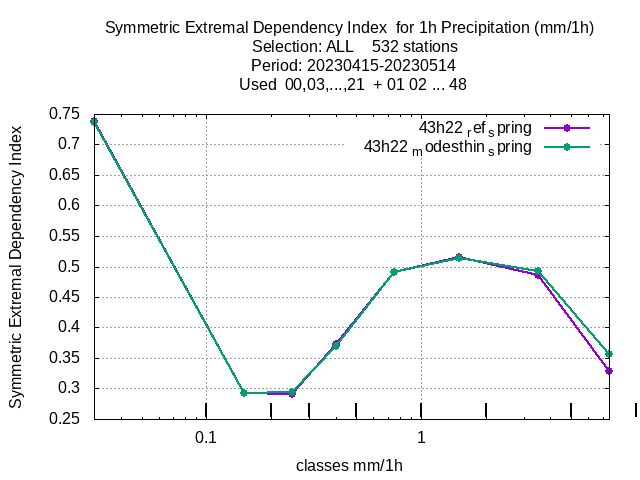 Symmetric Extremal Dependency Index  for 1h Precipitation (mm/1h)
Selection: ALL    532 stations
Period: 20230415-20230514
Used  00,03,...,21  + 01 02 ... 48
43h22 ref spring
43h22 modesthin spring
Symmetric Extremal Dependency Index
0.75
0.7
0.65
0.6
0.55
0.5
0.45
0.4
0.35
0.3
0.25
0.1 1
classes mm/1h